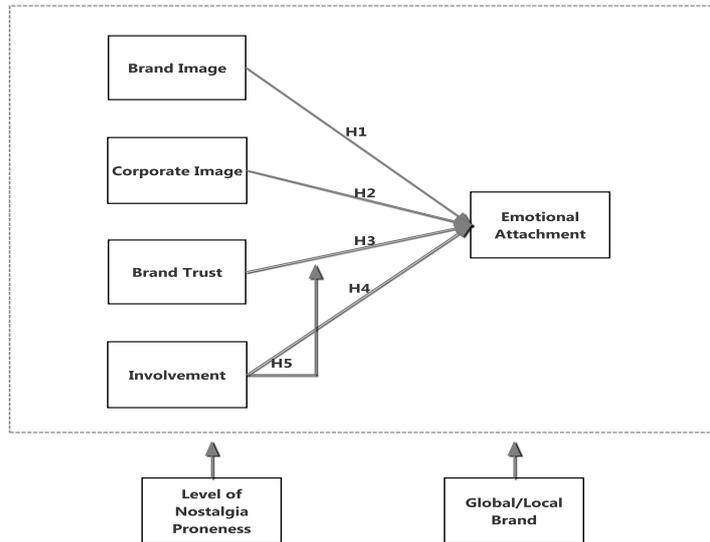 Brand Image
H1
Corporate Image
H2
Emotional
Attachment
H3
Brand Trust
H4
H5
Involvement
Level of
Nostalgia
Proneness
Global/Local
Brand